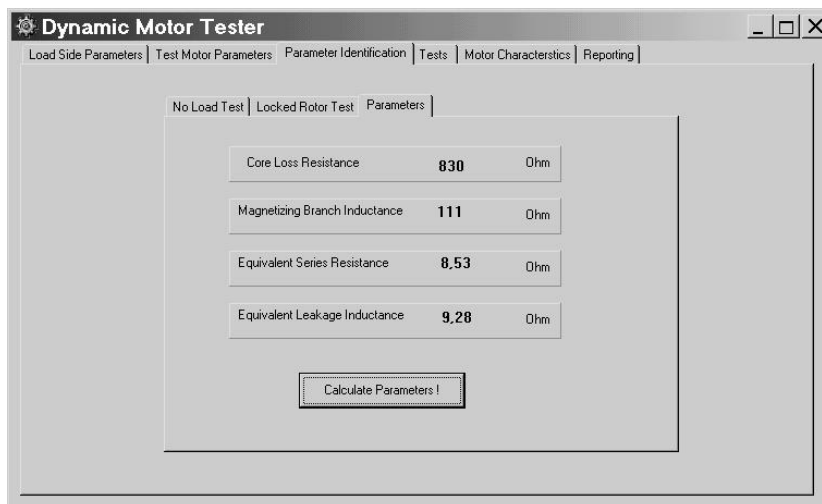 Dynamic Motor Tester
Load Side Parameters Test Motor Parameters Parameter Identification Tests Motor Characterstics Reporting
No Load Test Locked Rotor Test Parameters
Core Loss Resistance 830 Ohm
Magnetizing Branch Inductance 111 Ohm
Equivalent Series Resistance 8,53 Ohm
Equivalent Leakage Inductance 9,28 Ohm
Calculate Parameters !